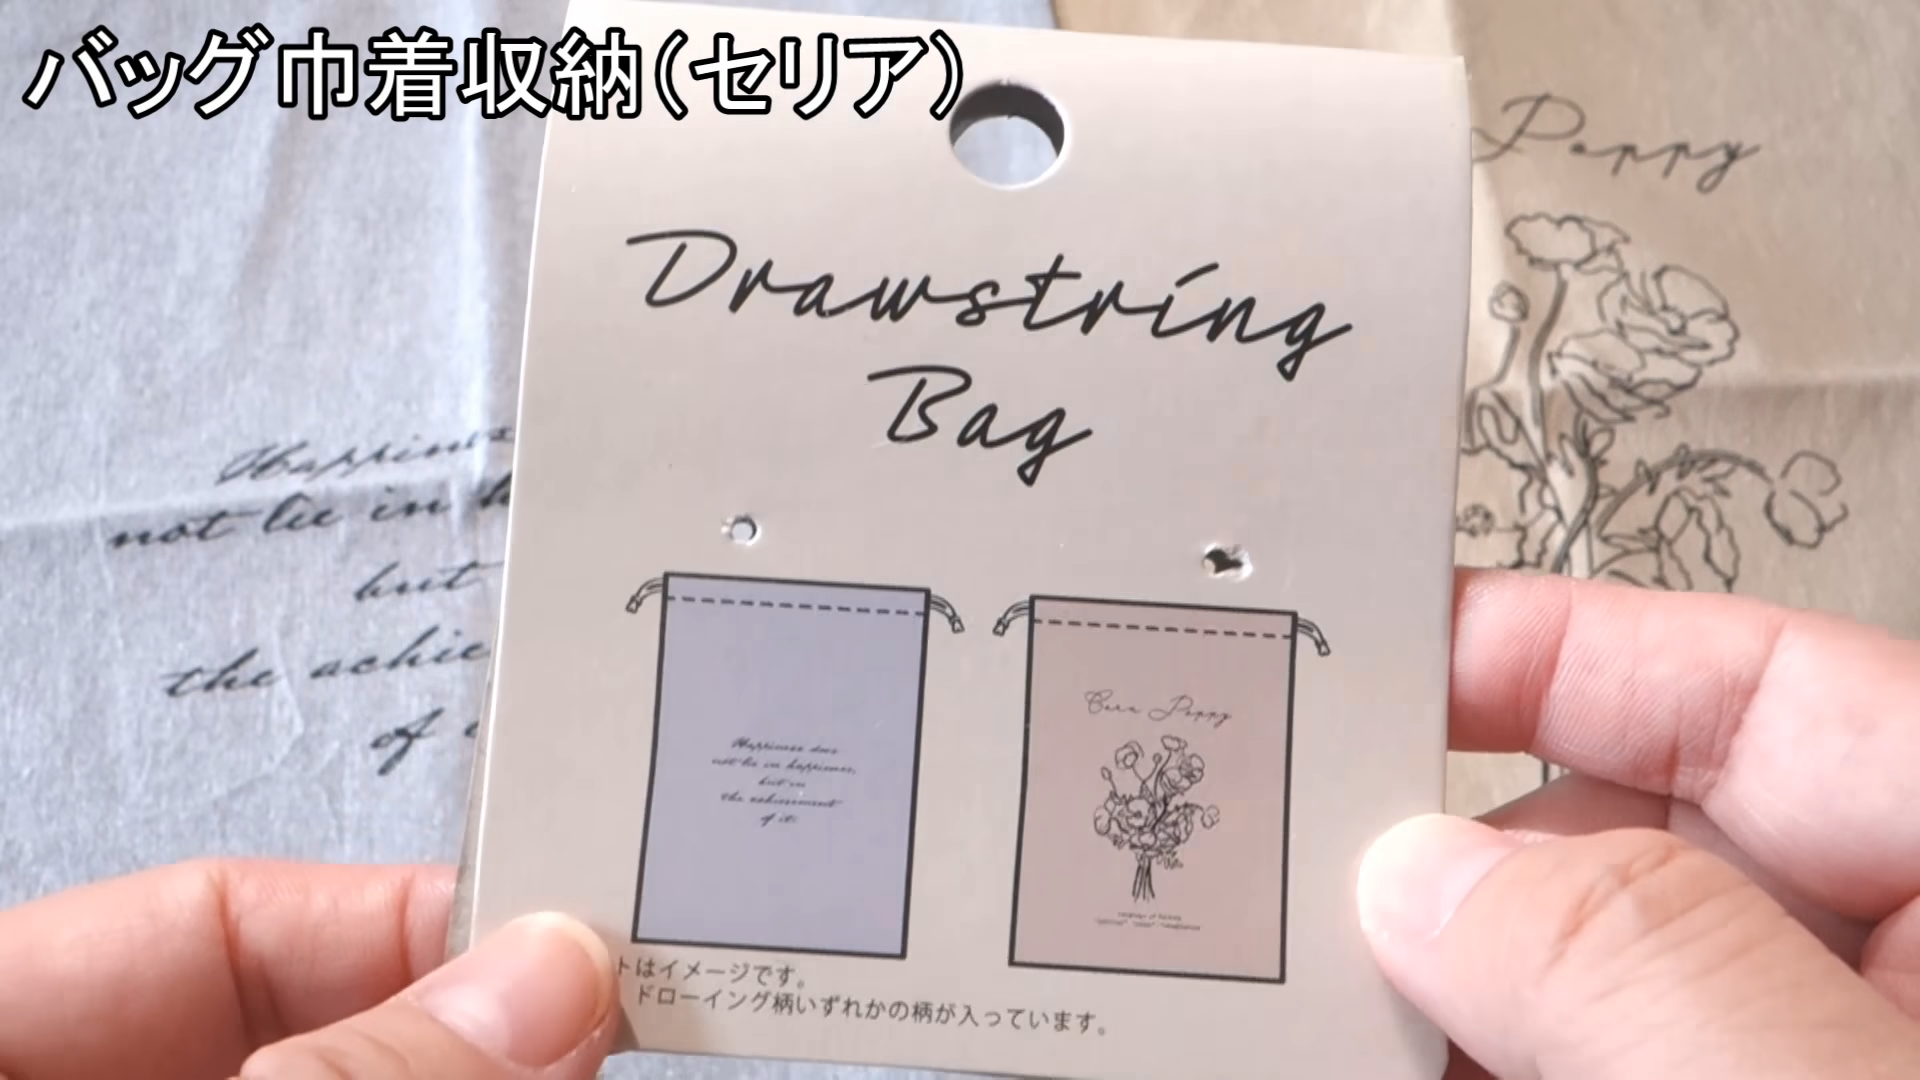 バッグ巾着収納(セリア)
Poppy
Drawstring
Bag
Happiness
not lie in h
but
the achie
of
Happiness does
not lie in happiness,
but in
the achievement
of it.
Corn Poppy
トはイメージです。
ドローイング柄いずれかの柄が入っています。